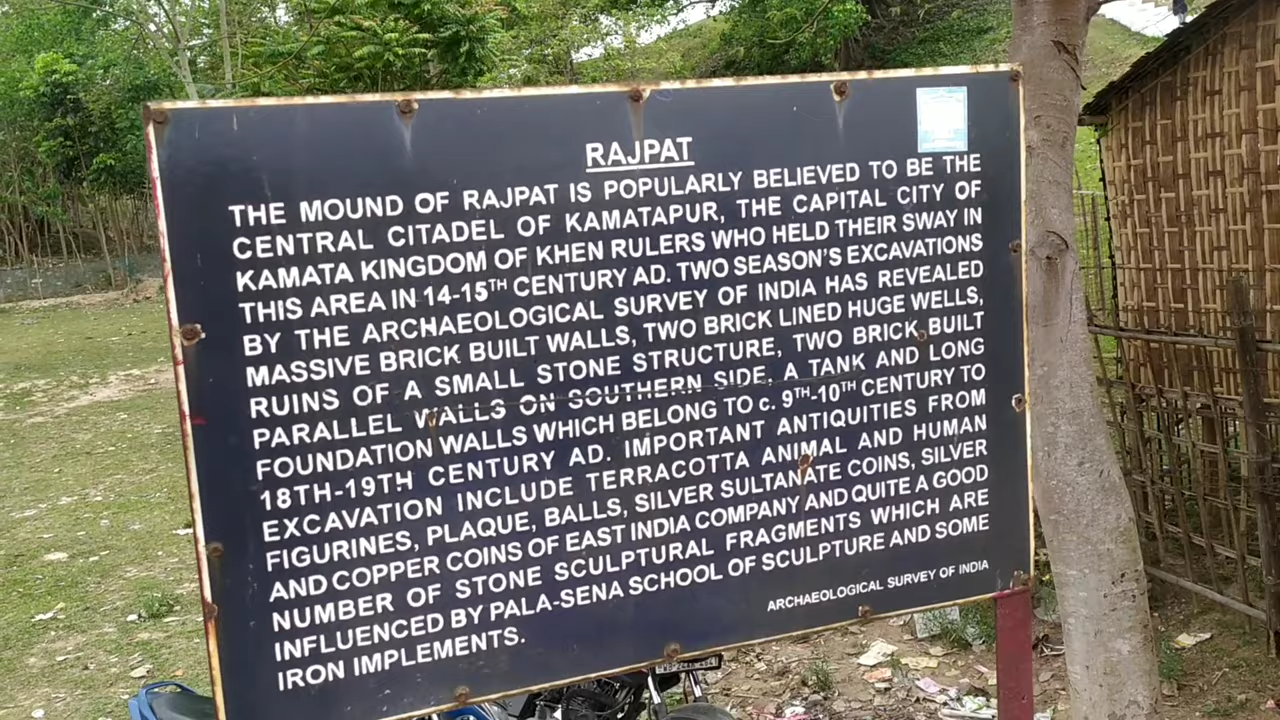 RAJPAT
THE MOUND OF RAJPAT IS POPULARLY BELIEVED TO BE THE
CENTRAL CITADEL OF KAMATAPUR, THE CAPITAL CITY OF
KAMATA KINGDOM OF KHEN RULERS WHO HELD THEIR SWAY IN
THIS AREA IN 14-15TH CENTURY AD. TWO SEASON'S EXCAVATIONS
BY THE ARCHAEOLOGICAL SURVEY OF INDIA HAS REVEALED
MASSIVE BRICK BUILT WALLS, TWO BRICK LINED HUGE WELLS,
RUINS OF A SMALL STONE STRUCTURE, TWO BRICK BUILT
PARALLEL WALLS ON SOUTHERN SIDE, A TANK AND LONG
FOUNDATION WALLS WHICH BELONG TO c. 9TH-10TH CENTURY TO
18TH-19TH CENTURY AD. IMPORTANT ANTIQUITIES FROM
EXCAVATION INCLUDE TERRACOTTA ANIMAL AND HUMAN
FIGURINES, PLAQUE, BALLS, SILVER SULTANATE COINS, SILVER
AND COPPER COINS OF EAST INDIA COMPANY AND QUITE A GOOD
NUMBER OF STONE SCULPTURAL FRAGMENTS WHICH ARE
INFLUENCED BY PALA-SENA SCHOOL OF SCULPTURE AND SOME
IRON IMPLEMENTS.
ARCHAEOLOGICAL SURVEY OF INDIA